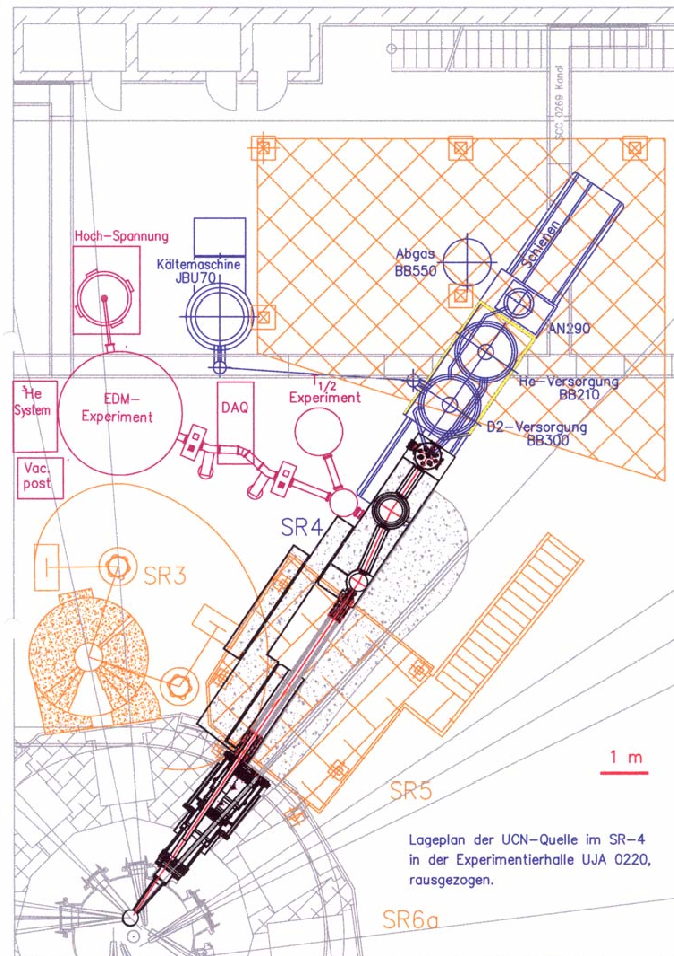 SCC 0269 Kanal
Hoch-Spannung
Kältemaschine
JBU70
Abgas
BB550
Schienen
AN290
He-Versorgung
BB210
D2-Versorgung
BB300
³He
System
EDM-
Experiment
DAQ
T 1/2
Experiment
Vac.
post
SR4
SR3
1 m
SR5
Lageplan der UCN-Quelle im SR-4
in der Experimentierhalle UJA 0220,
rausgezogen.
SR6a